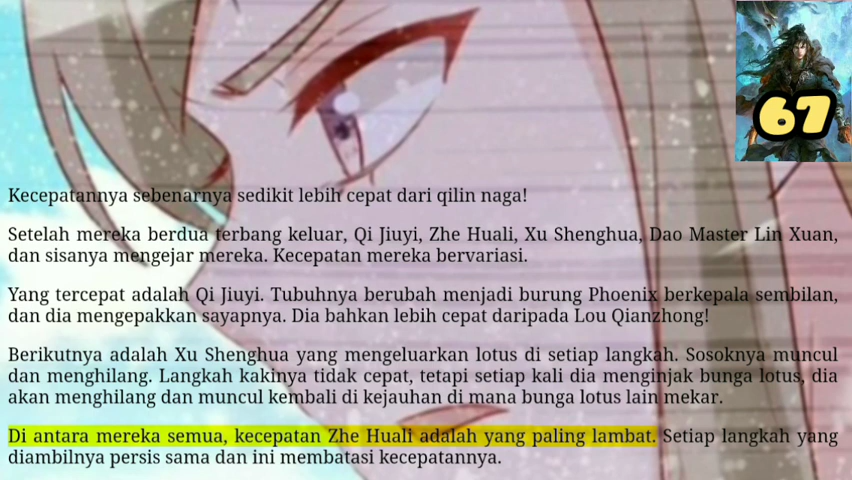 67
Kecepatannya sebenarnya sedikit lebih cepat dari qilin naga!
Setelah mereka berdua terbang keluar, Qi Jiuyi, Zhe Huali, Xu Shenghua, Dao Master Lin Xuan,
dan sisanya mengejar mereka. Kecepatan mereka bervariasi.
Yang tercepat adalah Qi Jiuyi. Tubuhnya berubah menjadi burung Phoenix berkepala sembilan,
dan dia mengepakkan sayapnya. Dia bahkan lebih cepat daripada Lou Qianzhong!
Berikutnya adalah Xu Shenghua yang mengeluarkan lotus di setiap langkah. Sosoknya muncul
dan menghilang. Langkah kakinya tidak cepat, tetapi setiap kali dia menginjak bunga lotus, dia
akan menghilang dan muncul kembali di kejauhan di mana bunga lotus lain mekar.
Di antara mereka semua, kecepatan Zhe Huali adalah yang paling lambat. Setiap langkah yang
diambilnya persis sama dan ini membatasi kecepatannya.